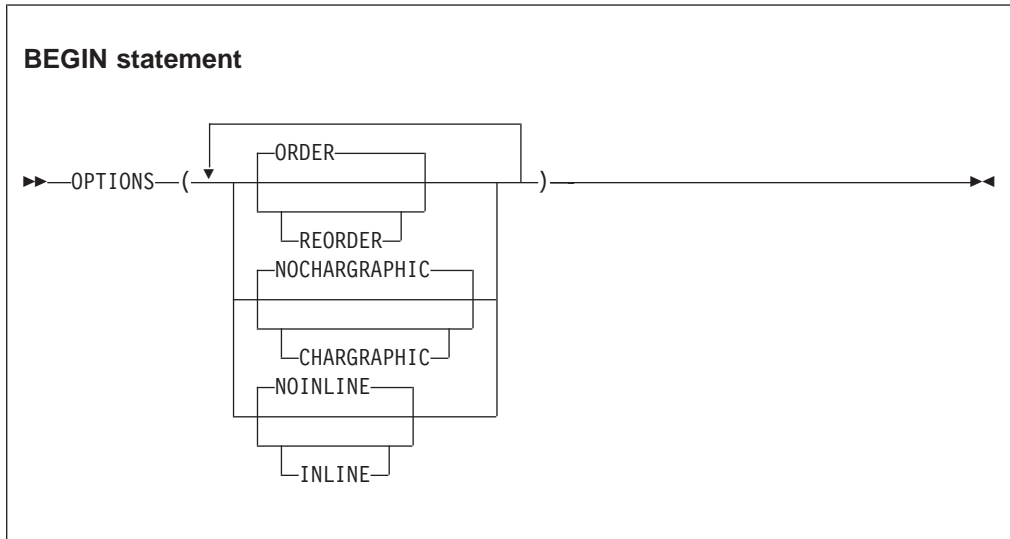 BEGIN statement
ORDER
OPTIONS ( )
REORDER
NOCHARGRAPHIC
CHARGRAPHIC
NOINLINE
INLINE